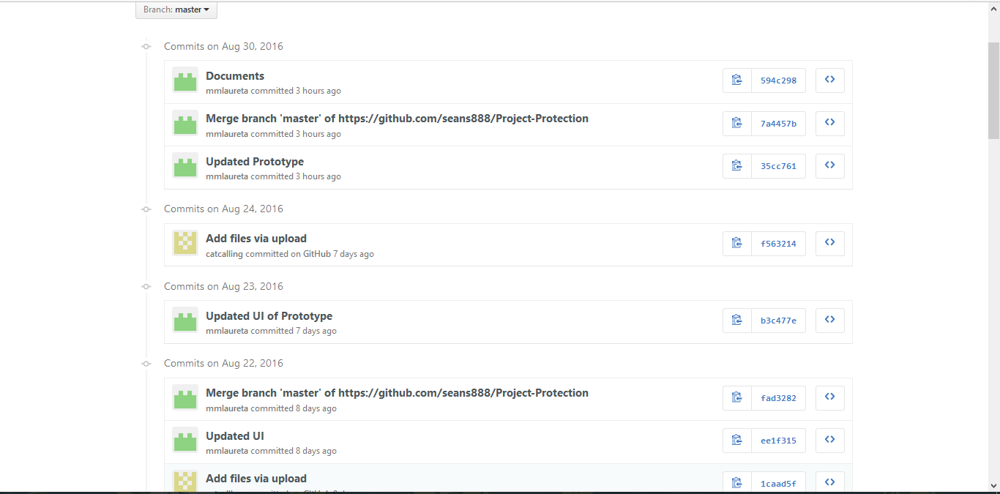 Branch: master
Commits on Aug 30, 2016
Documents
594c298
mmlaureta committed 3 hours ago
Merge branch 'master' of https://github.com/seans888/Project-Protection
7a4457b
mmlaureta committed 3 hours ago
Updated Prototype
35cc761
mmlaureta committed 3 hours ago
Commits on Aug 24, 2016
Add files via upload
f563214
catcalling committed on GitHub 7 days ago
Commits on Aug 23, 2016
Updated UI of Prototype
b3c477e
mmlaureta committed 7 days ago
Commits on Aug 22, 2016
Merge branch 'master' of https://github.com/seans888/Project-Protection
fad3282
mmlaureta committed 8 days ago
Updated UI
ee1f315
mmlaureta committed 8 days ago
Add files via upload
1caad5f